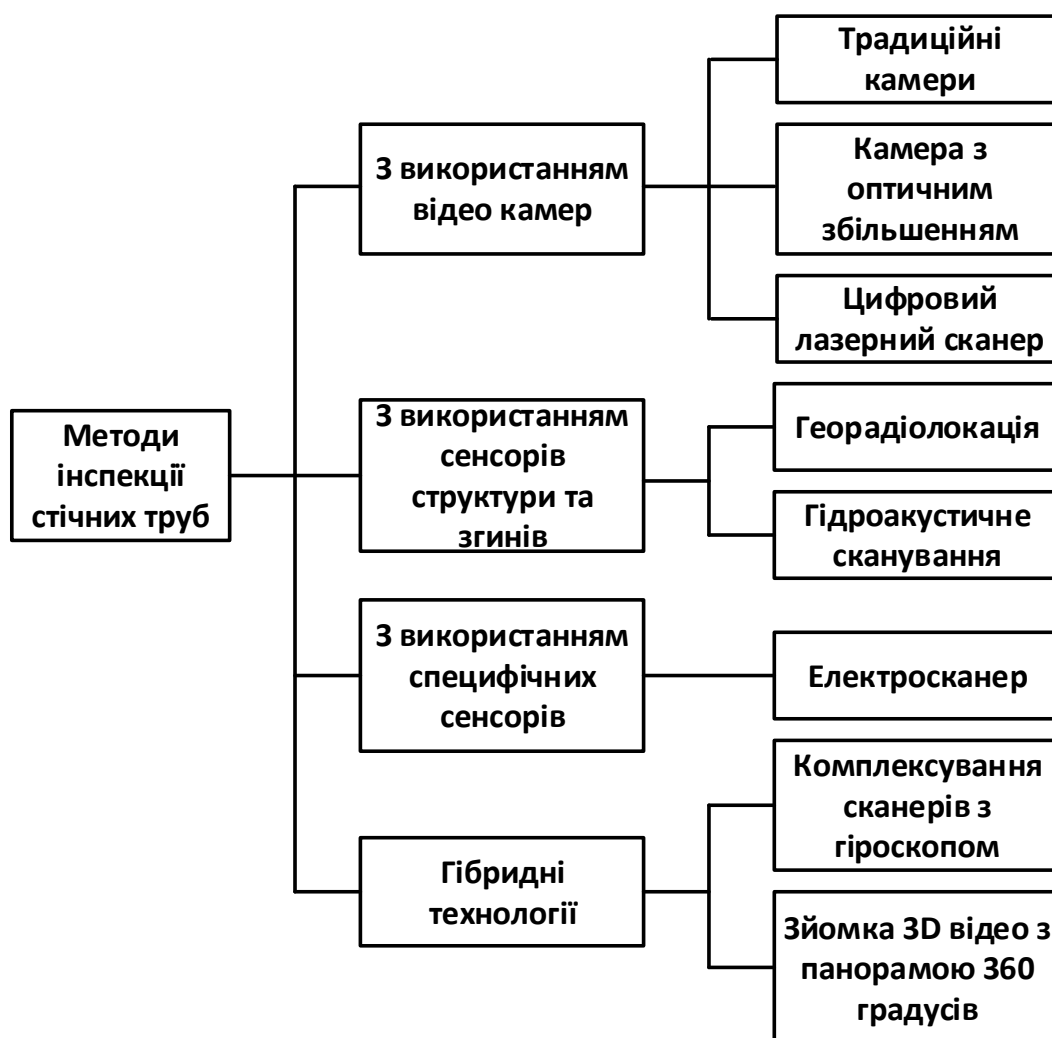 Методи
інспекції
стічних труб
З використанням
відео камер
Традиційні
камери
Камера з
оптичним
збільшенням
Цифровий
лазерний сканер
З використанням
сенсорів
структури та
згинів
Георадіолокація
Гідроакустичне
сканування
З використанням
специфічних
сенсорів
Електросканер
Гібридні
технології
Комплексування
сканерів з
гіроскопом
Зйомка 3D відео з
панорамою 360
градусів